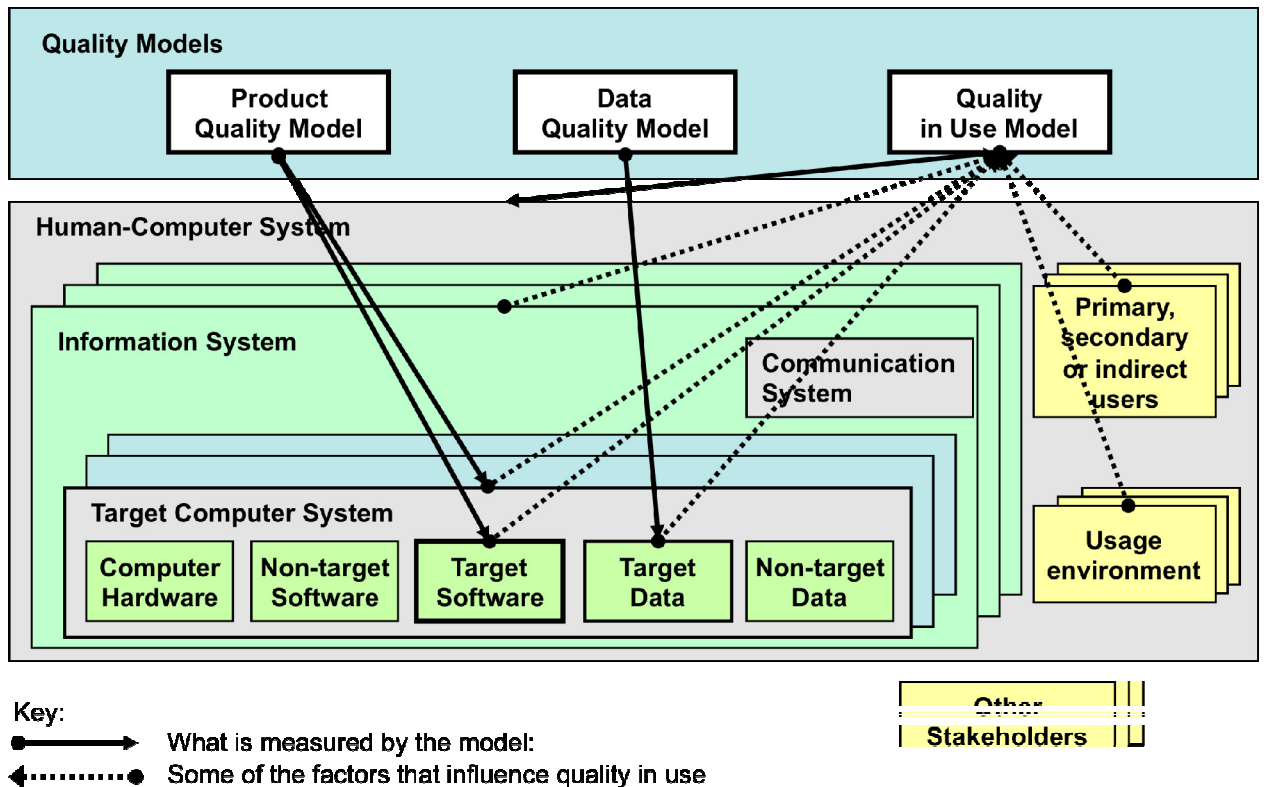 Quality Models
Product
Quality Model
Data
Quality Model
Quality
in Use Model
Human-Computer System
Information System
Communication
System
Primary,
secondary
or indirect
users
Target Computer System
Computer
Hardware
Non-target
Software
Target
Software
Target
Data
Non-target
Data
Usage
environment
Other
Stakeholders
Key:
What is measured by the model:
Some of the factors that influence quality in use